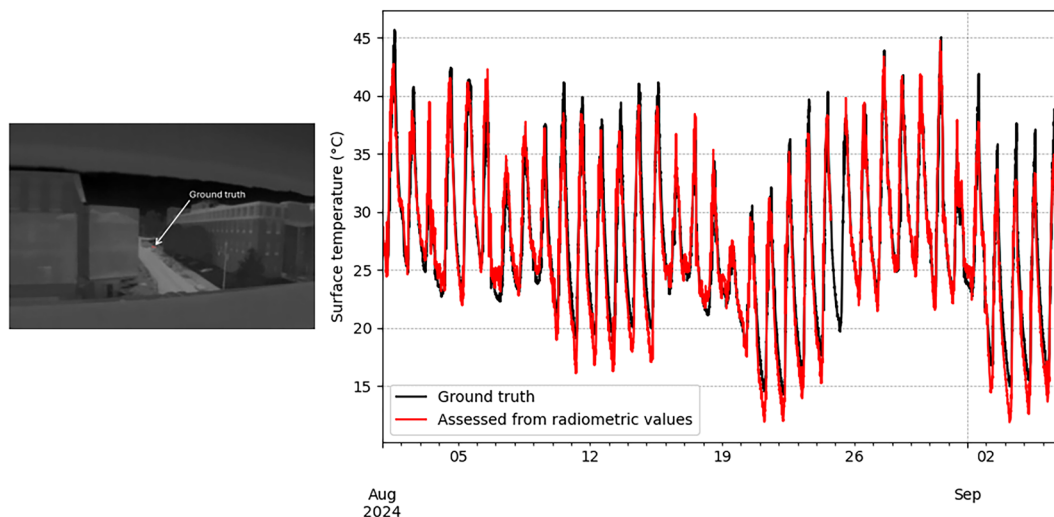 Ground truth
Surface temperature (°C)
45
40
35
30
25
20
15
Ground truth
Assessed from radiometric values
05
12
19
26
02
Aug
2024
Sep